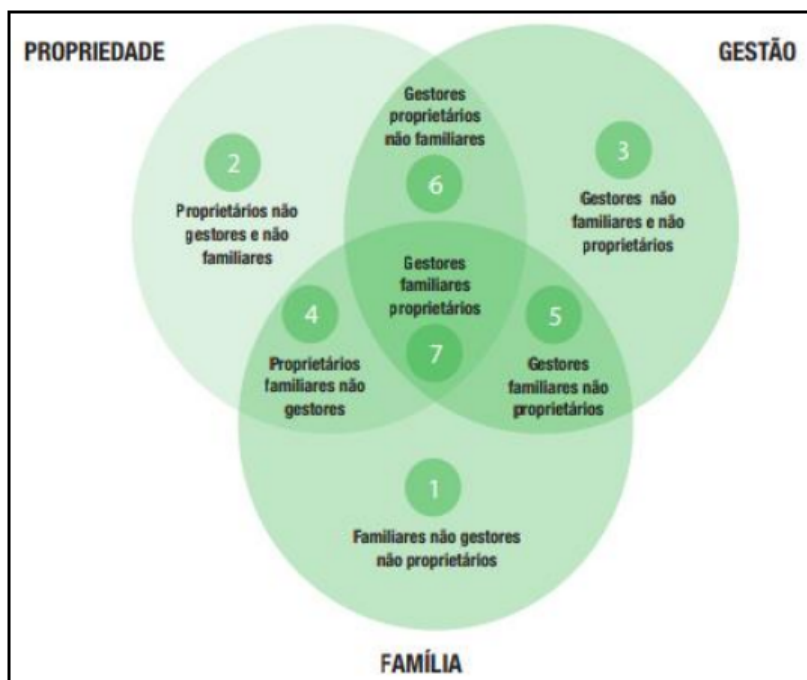 PROPRIEDADE
GESTÃO
Gestores
proprietários
não familiares
6
2
Proprietários não
gestores e não
familiares
3
Gestores não
familiares e não
proprietários
Gestores
familiares
proprietários
7
4
Proprietários
familiares não
gestores
5
Gestores
familiares não
proprietários
1
Familiares não gestores
não proprietários
FAMÍLIA